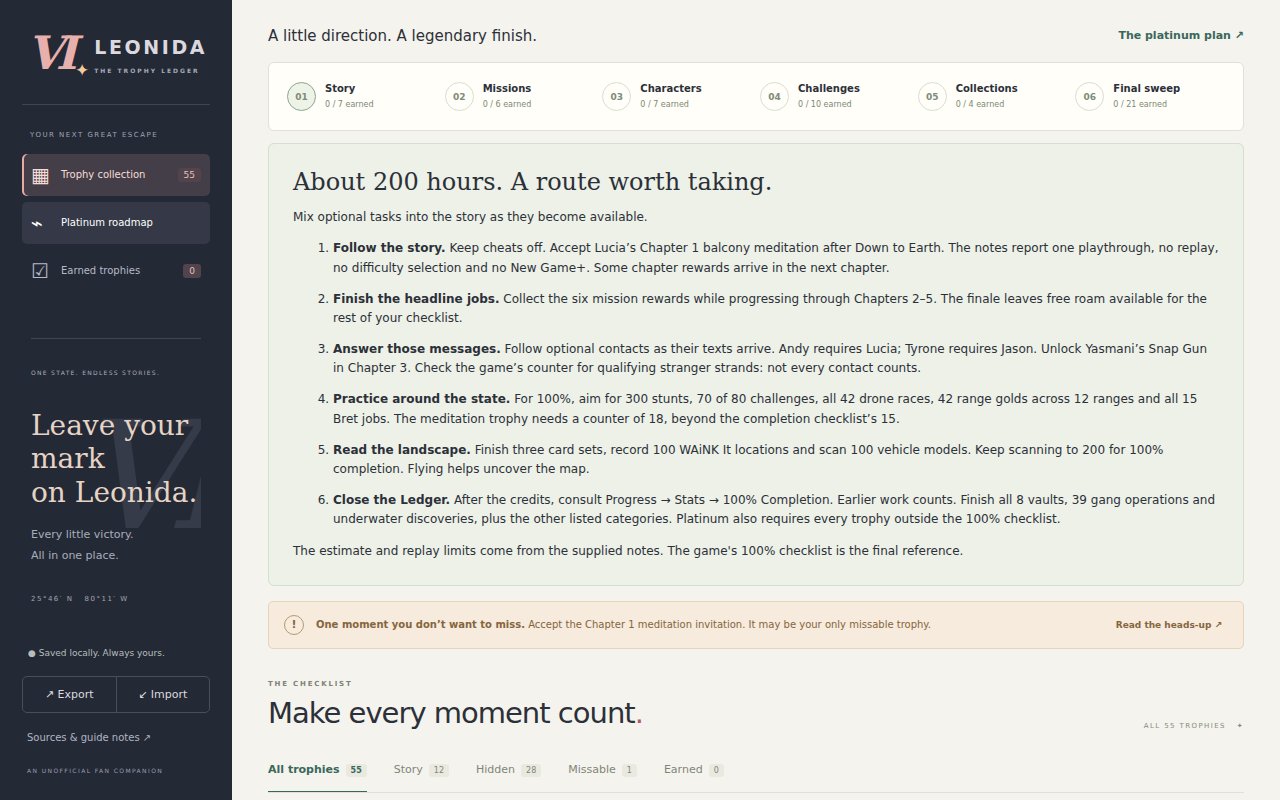 VI LEONIDA
THE TROPHY LEDGER
YOUR NEXT GREAT ESCAPE
Trophy collection 55
Platinum roadmap
Earned trophies 0
ONE STATE. ENDLESS STORIES.
Leave your
mark
on Leonida.
VI
Every little victory.
All in one place.
25°46′ N 80°11′ W
● Saved locally. Always yours.
↗ Export
↙ Import
Sources & guide notes ↗
AN UNOFFICIAL FAN COMPANION
A little direction. A legendary finish.
The platinum plan ↗
01 Story
0 / 7 earned
02 Missions
0 / 6 earned
03 Characters
0 / 7 earned
04 Challenges
0 / 10 earned
05 Collections
0 / 4 earned
06 Final sweep
0 / 21 earned
About 200 hours. A route worth taking.
Mix optional tasks into the story as they become available.
1. Follow the story. Keep cheats off. Accept Lucia’s Chapter 1 balcony meditation after Down to Earth. The notes report one playthrough, no replay,
no difficulty selection and no New Game+. Some chapter rewards arrive in the next chapter.
2. Finish the headline jobs. Collect the six mission rewards while progressing through Chapters 2–5. The finale leaves free roam available for the
rest of your checklist.
3. Answer those messages. Follow optional contacts as their texts arrive. Andy requires Lucia; Tyrone requires Jason. Unlock Yasmani’s Snap Gun
in Chapter 3. Check the game’s counter for qualifying stranger strands: not every contact counts.
4. Practice around the state. For 100%, aim for 300 stunts, 70 of 80 challenges, all 42 drone races, 42 range golds across 12 ranges and all 15
Bret jobs. The meditation trophy needs a counter of 18, beyond the completion checklist’s 15.
5. Read the landscape. Finish three card sets, record 100 WAiNK It locations and scan 100 vehicle models. Keep scanning to 200 for 100%
completion. Flying helps uncover the map.
6. Close the Ledger. After the credits, consult Progress → Stats → 100% Completion. Earlier work counts. Finish all 8 vaults, 39 gang operations and
underwater discoveries, plus the other listed categories. Platinum also requires every trophy outside the 100% checklist.
The estimate and replay limits come from the supplied notes. The game's 100% checklist is the final reference.
! One moment you don’t want to miss. Accept the Chapter 1 meditation invitation. It may be your only missable trophy.
Read the heads-up ↗
THE CHECKLIST
Make every moment count.
ALL 55 TROPHIES ✦
All trophies 55
Story 12
Hidden 28
Missable 1
Earned 0